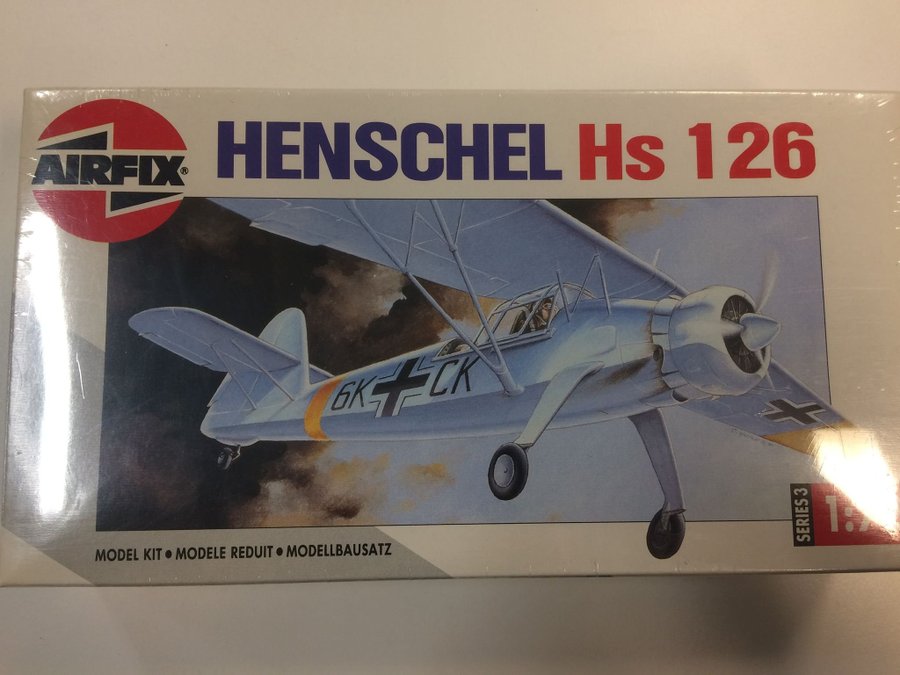 AIRFIX®
HENSCHEL Hs 126
6K CK
SERIES 3
MODEL KIT • MODELE REDUIT • MODELLBAUSATZ